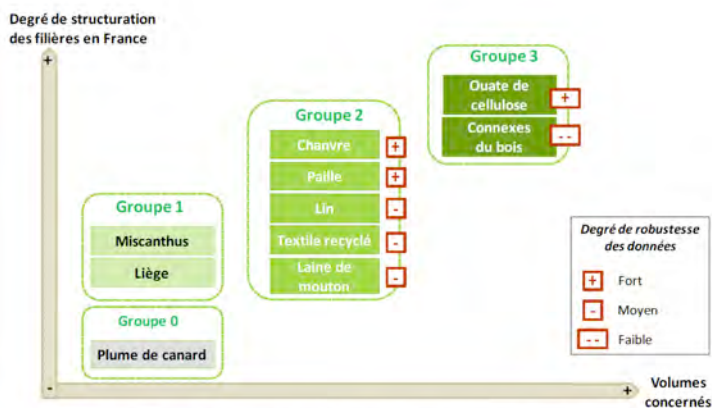 Degré de structuration
des filières en France
+
Groupe 3
Ouate de
cellulose
+
Connexes
du bois
--
Groupe 2
Chanvre
+
Paille
+
Lin
-
Textile recyclé
-
Laine de
mouton
-
Groupe 1
Miscanthus
Liège
Groupe 0
Plume de canard
Degré de robustesse
des données
+ Fort
- Moyen
-- Faible
-
+
Volumes
concernés